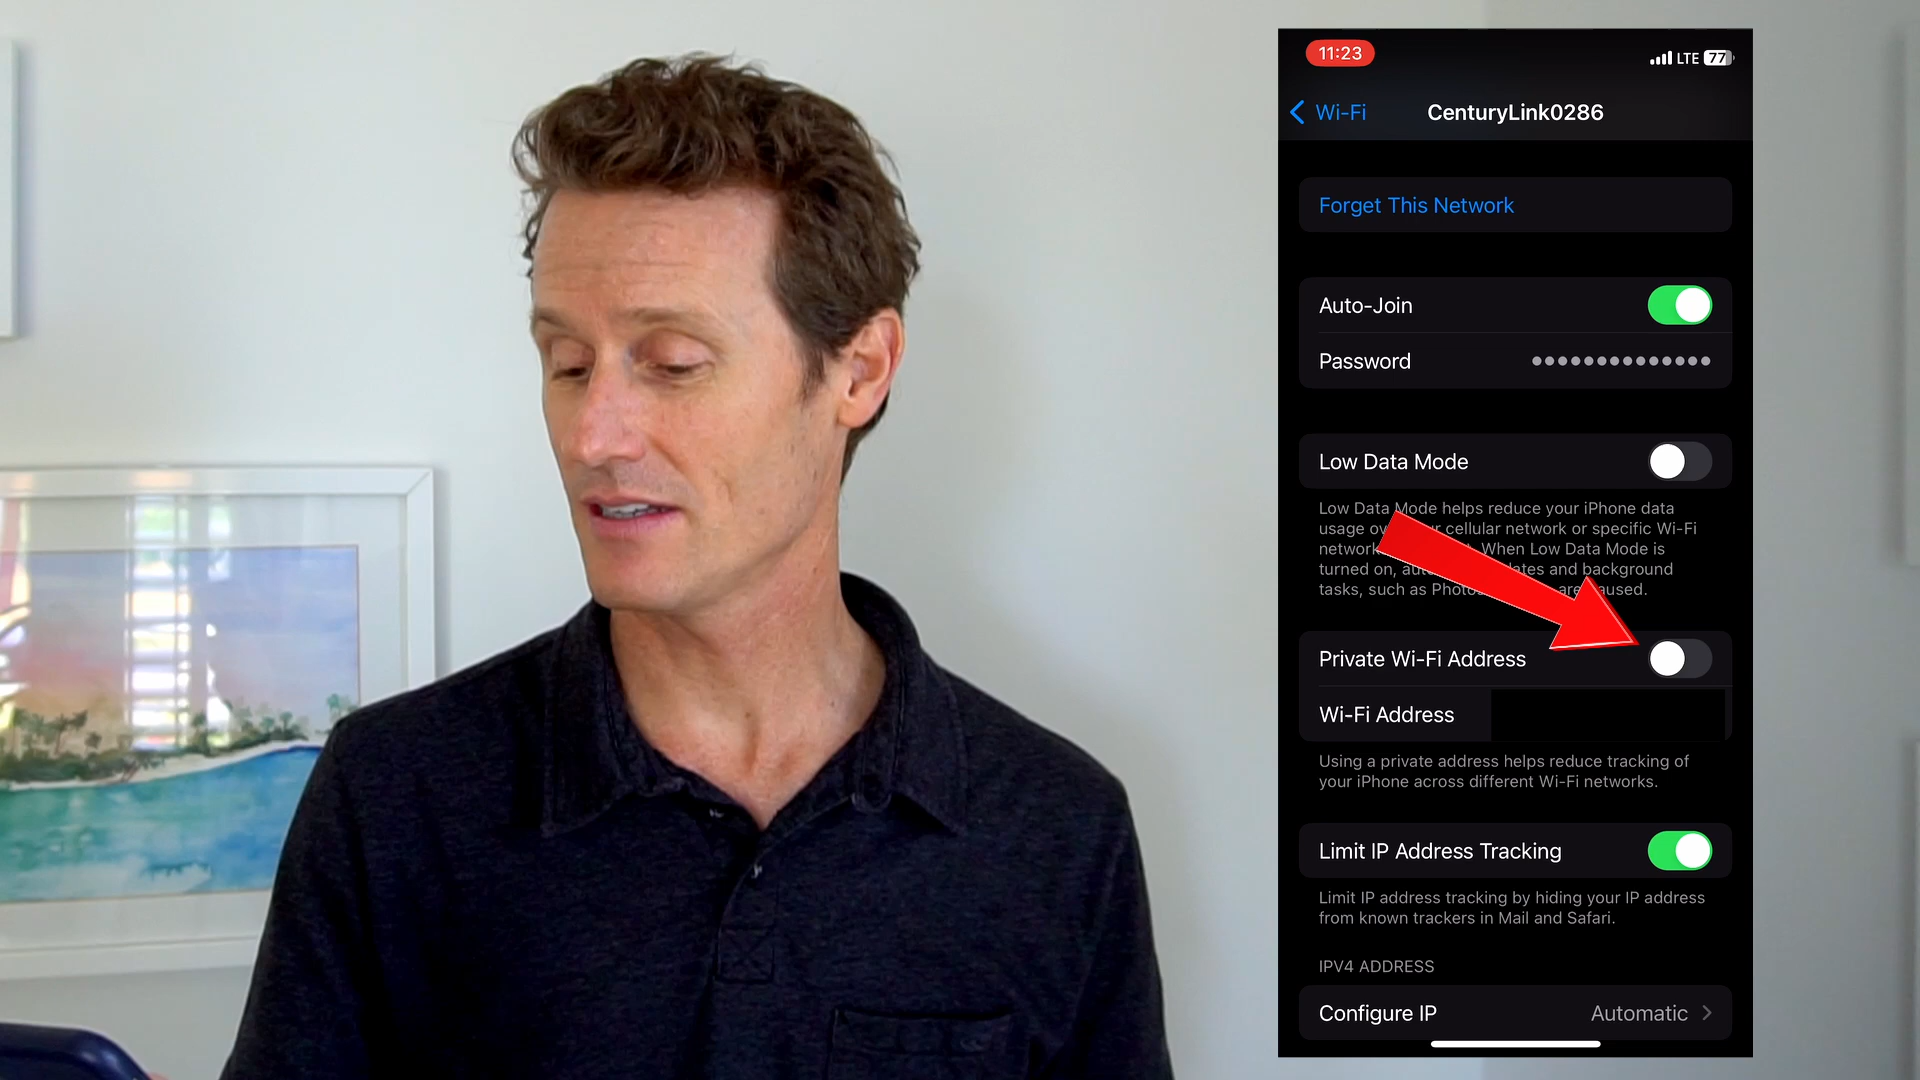 11:23
LTE 77
Wi-Fi CenturyLink0286
Forget This Network
Auto-Join
Password
Low Data Mode
Low Data Mode helps reduce your iPhone data
usage cellular network or specific Wi-Fi
When Low Data Mode is
turned on, and background
tasks, such as
Private Wi-Fi Address
Wi-Fi Address
Using a private address helps reduce tracking of
your iPhone across different Wi-Fi networks.
Limit IP Address Tracking
Limit IP address tracking by hiding your IP address
from known trackers in Mail and Safari.
IPV4 ADDRESS
Configure IP Automatic